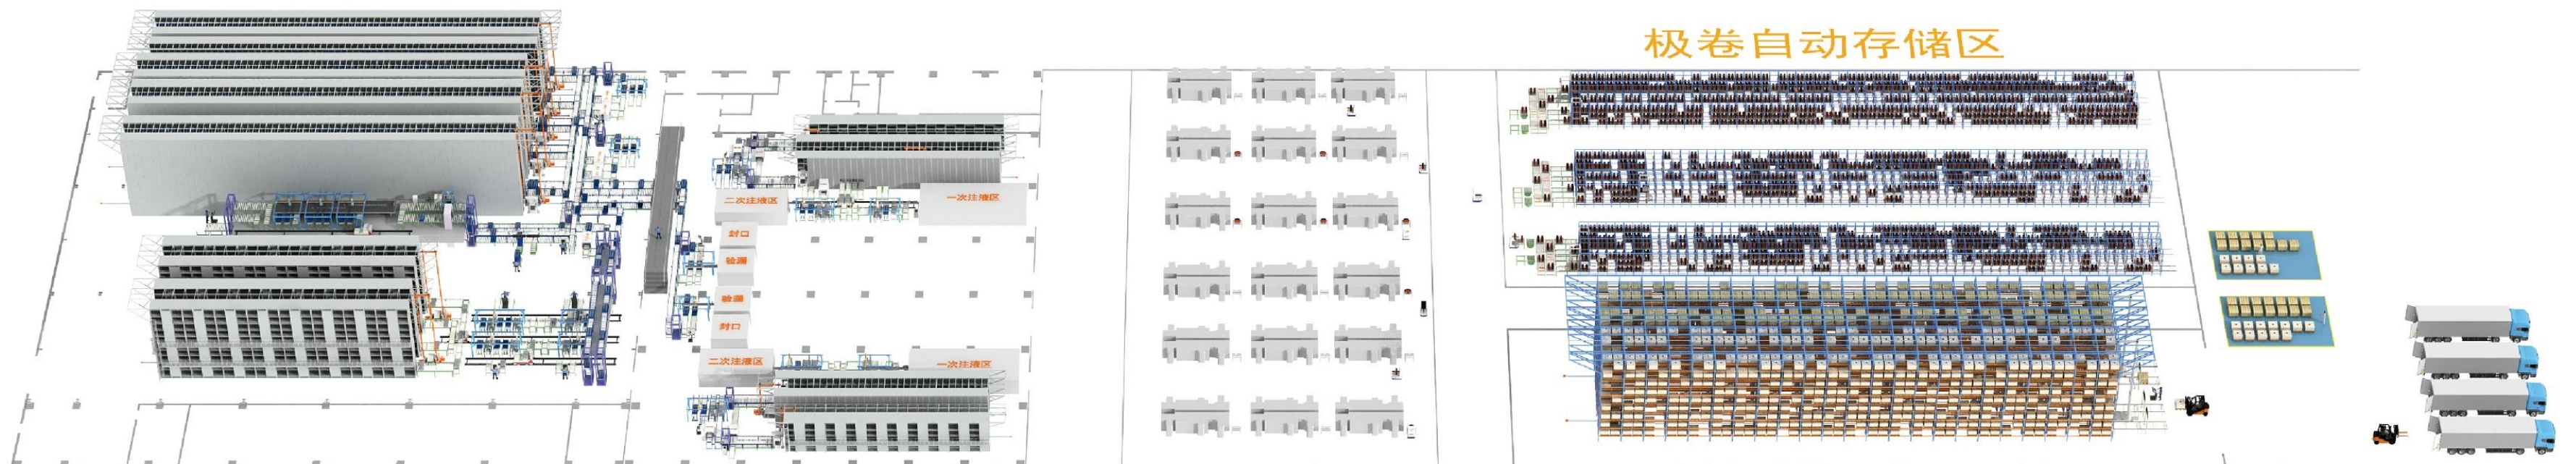 极卷自动存储区
二次注液区
一次注液区
封口
验漏
验漏
封口
二次注液区
一次注液区